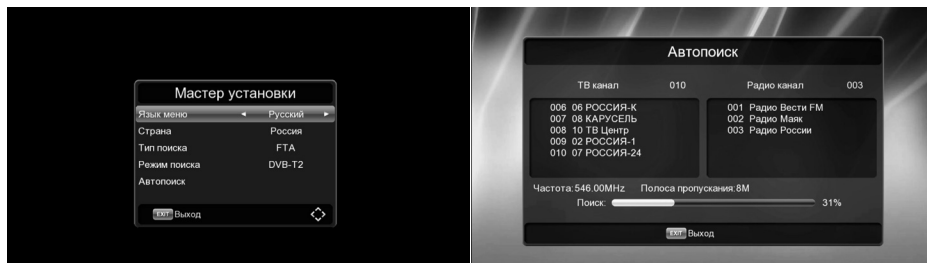 Мастер установки
Язык меню Русский
Страна Россия
Тип поиска FTA
Режим поиска DVB-T2
Автопоиск
EXIT Выход
Автопоиск
ТВ канал 010 Радио канал 003
006 06 РОССИЯ-К
007 08 КАРУСЕЛЬ
008 10 ТВ Центр
009 02 РОССИЯ-1
010 07 РОССИЯ-24
001 Радио Вести FM
002 Радио Маяк
003 Радио России
Частота:546.00MHz Полоса пропускания:8M
Поиск: 31%
EXIT Выход